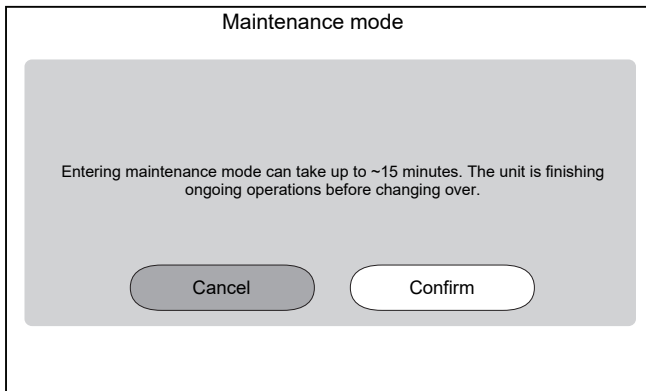 Maintenance mode
Entering maintenance mode can take up to ~15 minutes. The unit is finishing
ongoing operations before changing over.
Cancel
Confirm